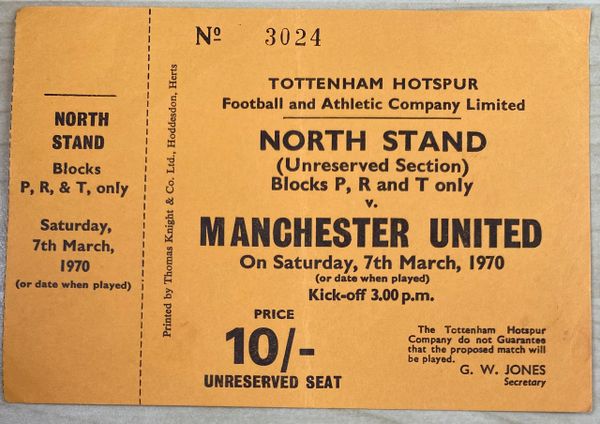 NORTH
STAND
Blocks
P, R, & T, only
Saturday,
7th March,
1970
(or date when played)
Printed by Thomas Knight & Co. Ltd., Hoddesdon, Herts
Nº 3024
TOTTENHAM HOTSPUR
Football and Athletic Company Limited
NORTH STAND
(Unreserved Section)
Blocks P, R and T only
v.
MANCHESTER UNITED
On Saturday, 7th March, 1970
(or date when played)
Kick-off 3.00 p.m.
PRICE
10/-
UNRESERVED SEAT
The Tottenham Hotspur
Company do not Guarantee
that the proposed match will
be played.
G. W. JONES
Secretary